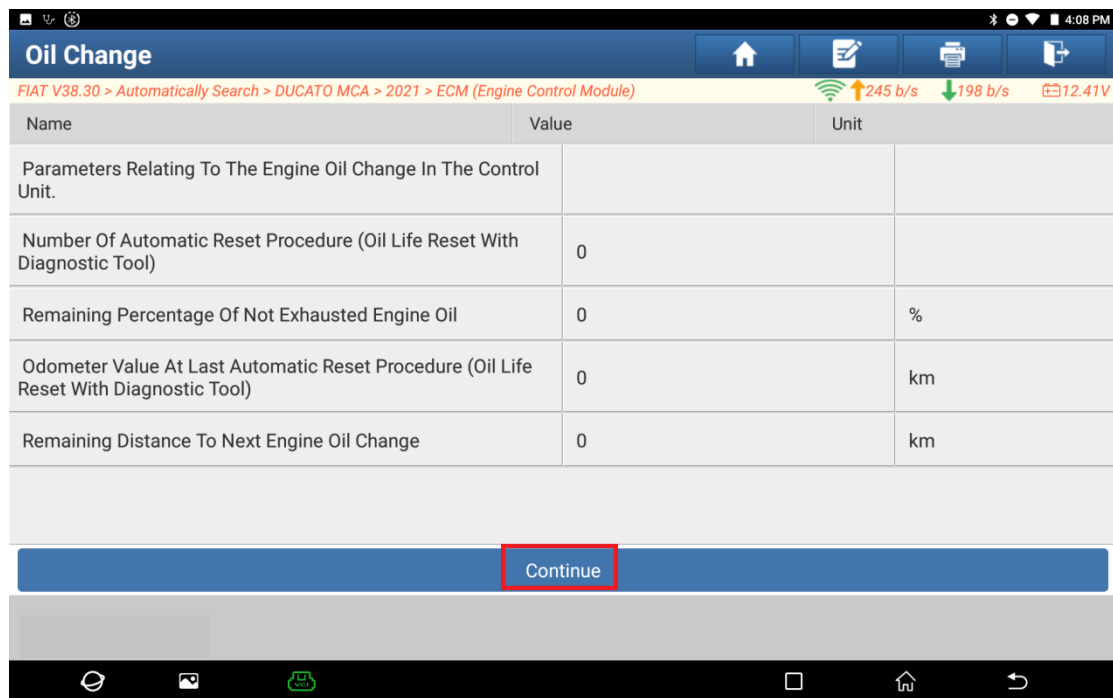 4:08 PM
Oil Change
FIAT V38.30 > Automatically Search > DUCATO MCA > 2021 > ECM (Engine Control Module) 245 b/s 198 b/s 12.41V
Name Value Unit
Parameters Relating To The Engine Oil Change In The Control
Unit.
Number Of Automatic Reset Procedure (Oil Life Reset With
Diagnostic Tool) 0
Remaining Percentage Of Not Exhausted Engine Oil 0 %
Odometer Value At Last Automatic Reset Procedure (Oil Life
Reset With Diagnostic Tool) 0 km
Remaining Distance To Next Engine Oil Change 0 km
Continue
VCI